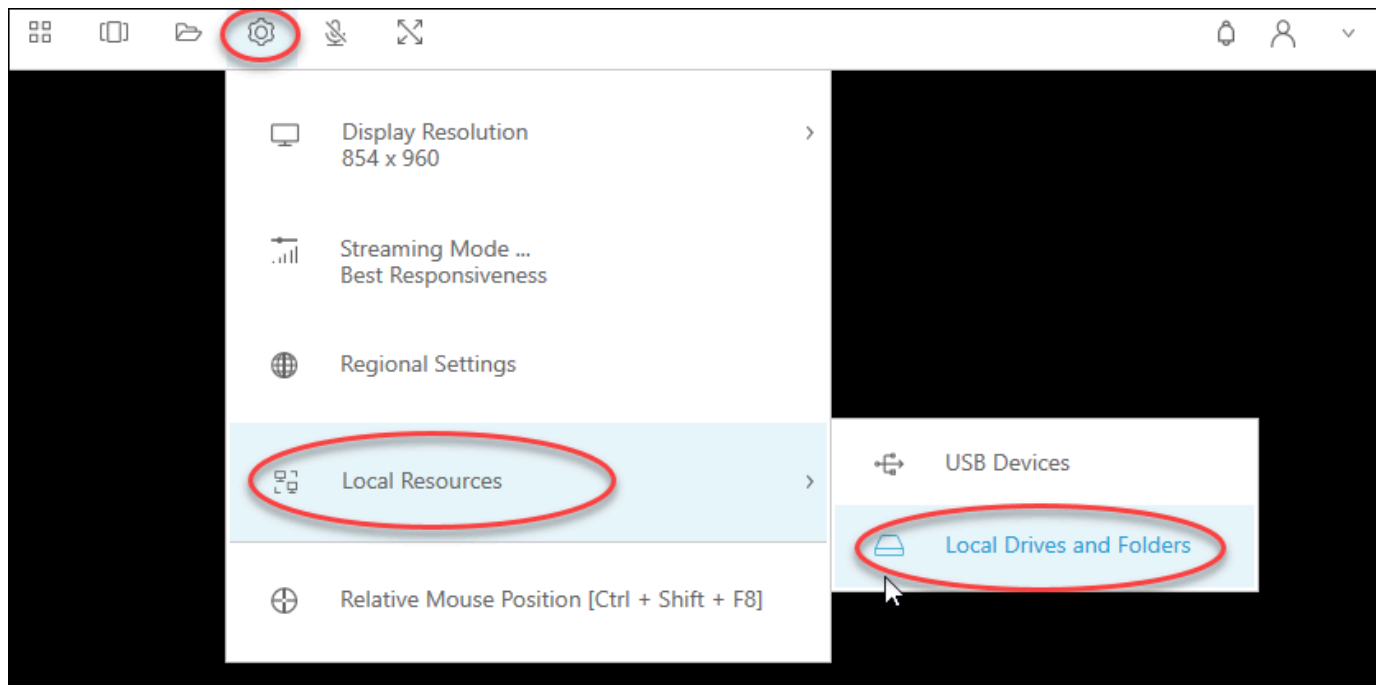 Display Resolution
854 x 960
Streaming Mode ...
Best Responsiveness
Regional Settings
Local Resources
USB Devices
Local Drives and Folders
Relative Mouse Position [Ctrl + Shift + F8]